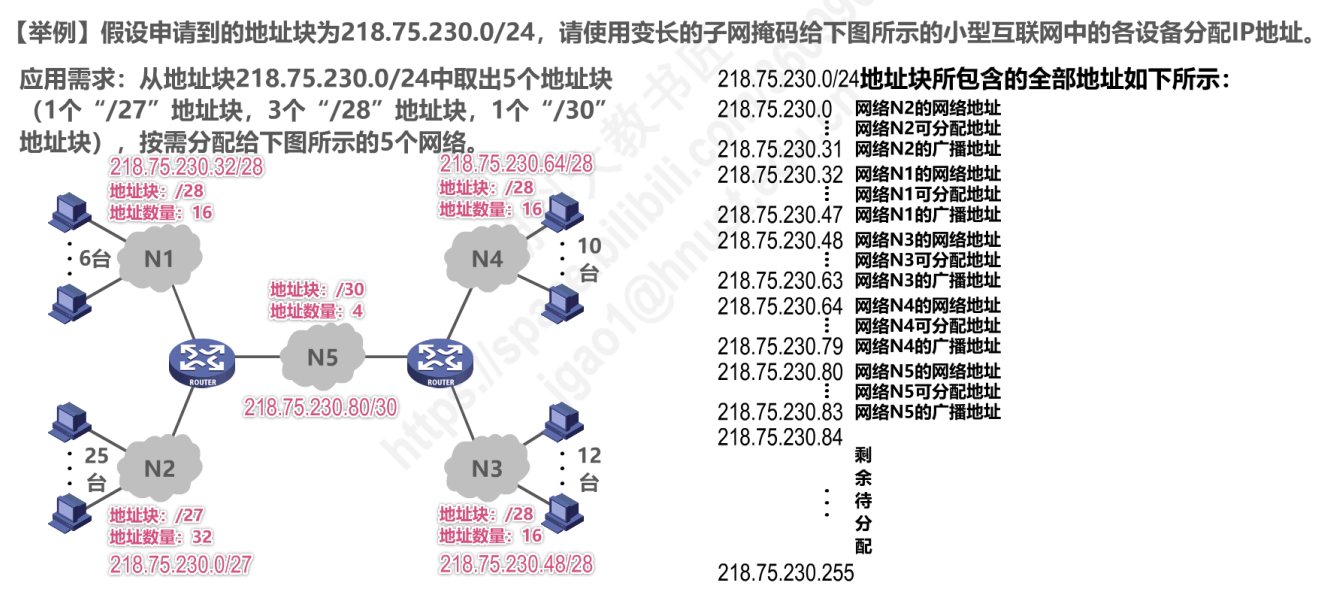 【举例】假设申请到的地址块为218.75.230.0/24，请使用变长的子网掩码给下图所示的小型互联网中的各设备分配IP地址。
应用需求：从地址块218.75.230.0/24中取出5个地址块
（1个“/27”地址块，3个“/28”地址块，1个“/30”
地址块），按需分配给下图所示的5个网络。
218.75.230.32/28
地址块：/28
地址数量：16
6台
N1
218.75.230.64/28
地址块：/28
地址数量：16
N4
10
台
地址块：/30
地址数量：4
N5
ROUTER
ROUTER
218.75.230.80/30
25
台
N2
地址块：/27
地址数量：32
218.75.230.0/27
N3
12
台
地址块：/28
地址数量：16
218.75.230.48/28
218.75.230.0/24地址块所包含的全部地址如下所示：
218.75.230.0 网络N2的网络地址
网络N2可分配地址
218.75.230.31 网络N2的广播地址
218.75.230.32 网络N1的网络地址
网络N1可分配地址
218.75.230.47 网络N1的广播地址
218.75.230.48 网络N3的网络地址
网络N3可分配地址
218.75.230.63 网络N3的广播地址
218.75.230.64 网络N4的网络地址
网络N4可分配地址
218.75.230.79 网络N4的广播地址
218.75.230.80 网络N5的网络地址
网络N5可分配地址
218.75.230.83 网络N5的广播地址
218.75.230.84
剩
余
待
分
配
218.75.230.255